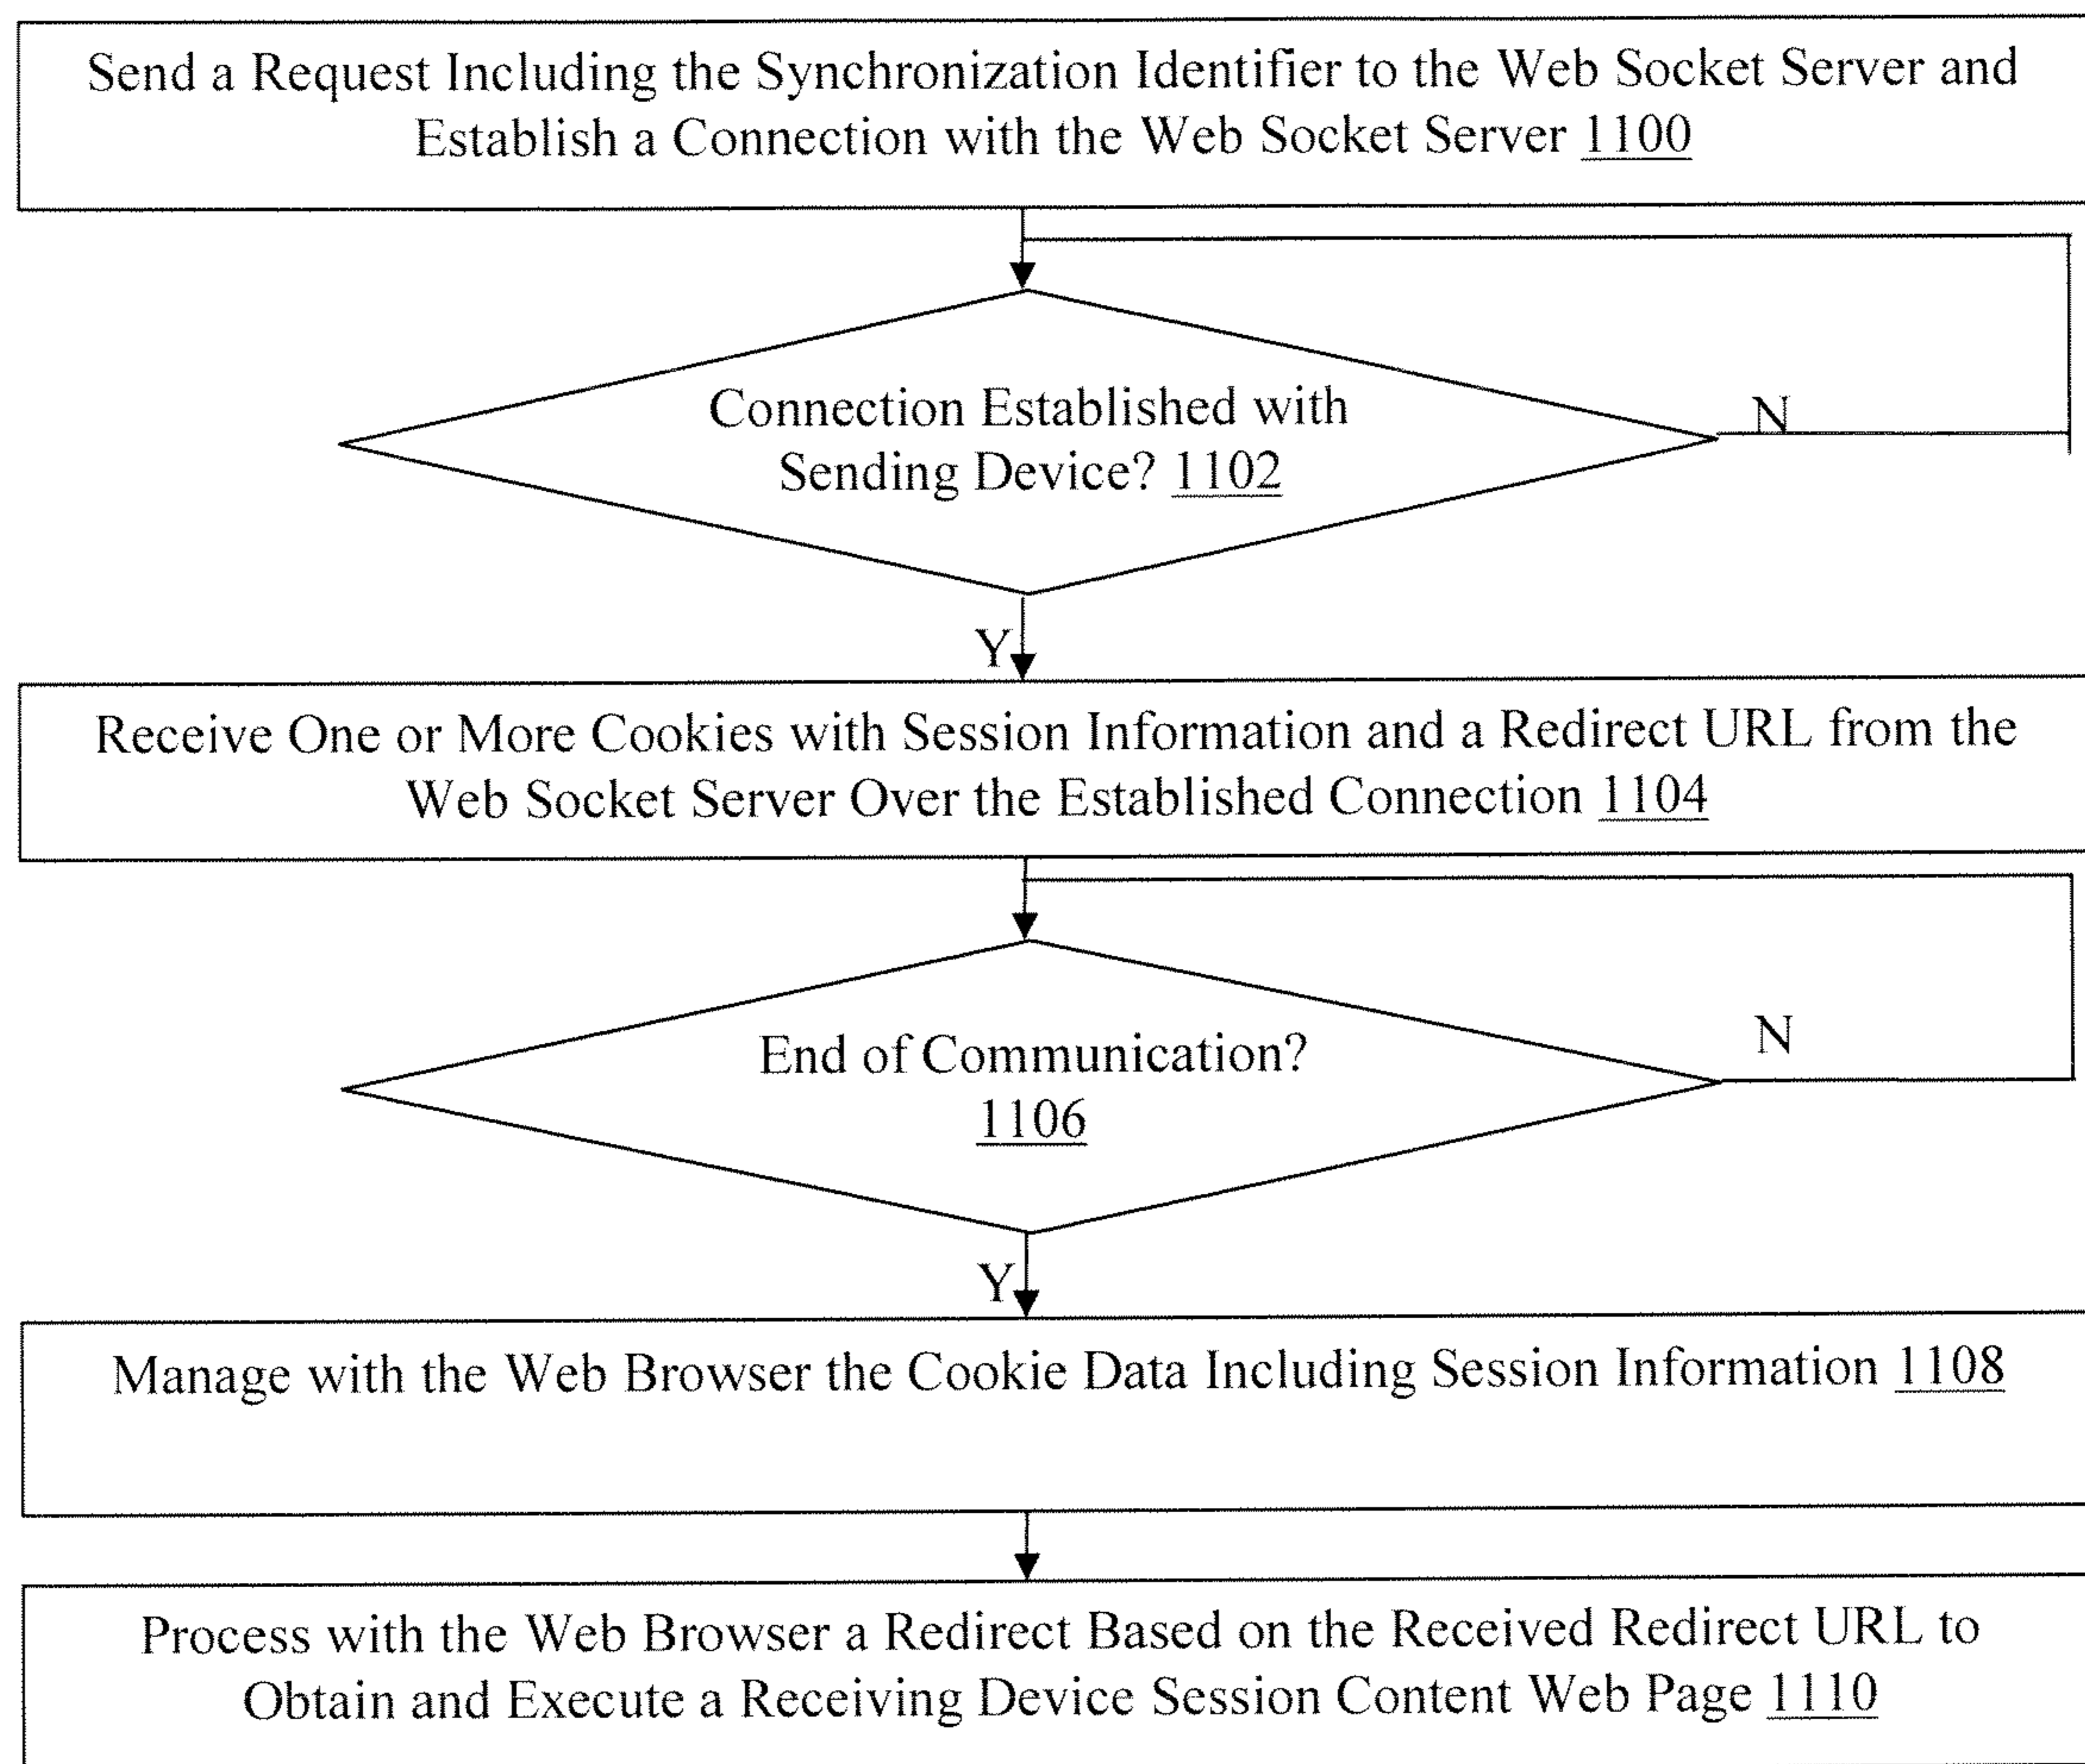 Send a Request Including the Synchronization Identifier to the Web Socket Server and
Establish a Connection with the Web Socket Server 1100
Connection Established with
Sending Device? 1102
N
Y
Receive One or More Cookies with Session Information and a Redirect URL from the
Web Socket Server Over the Established Connection 1104
End of Communication?
1106
N
Y
Manage with the Web Browser the Cookie Data Including Session Information 1108
Process with the Web Browser a Redirect Based on the Received Redirect URL to
Obtain and Execute a Receiving Device Session Content Web Page 1110